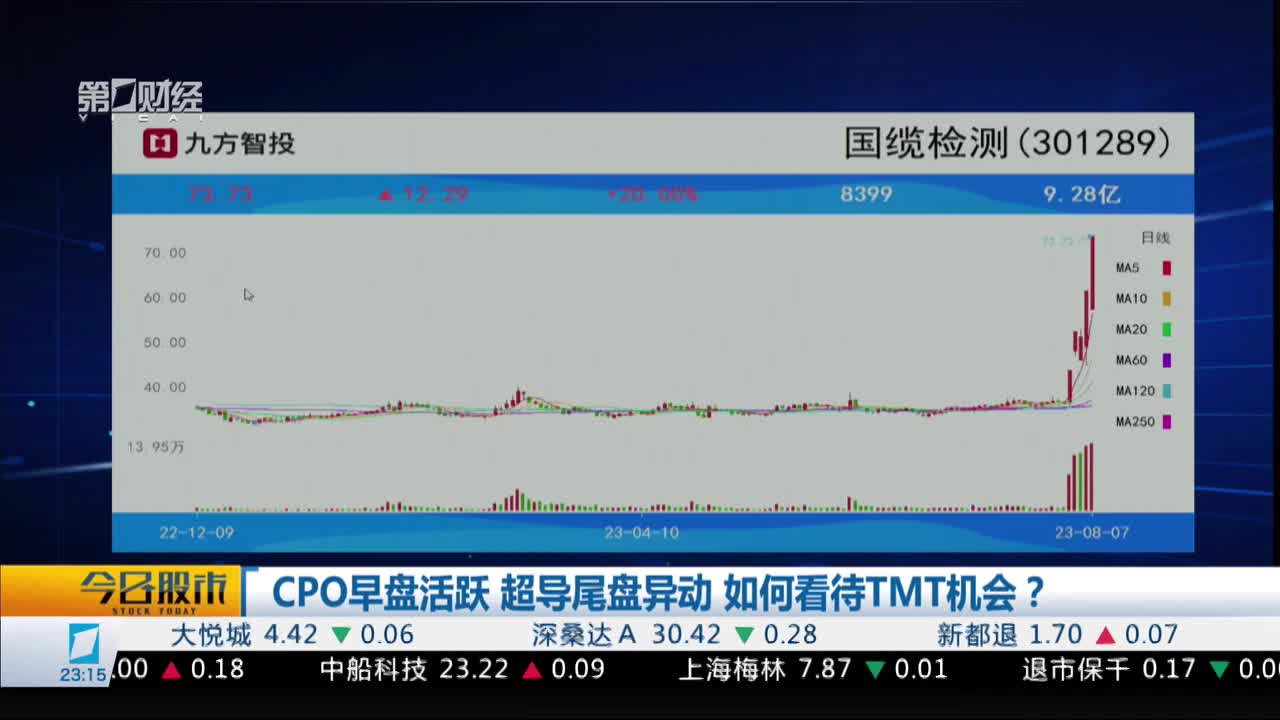 第一财经
YICAI
九方智投
国缆检测(301289)
73.73 ▲ 12.29 +20.00% 8399 9.28亿
日线
70.00
60.00
50.00
40.00
13.95万
MA5
MA10
MA20
MA60
MA120
MA250
22-12-09 23-04-10 23-08-07
今日股市
STOCK TODAY
CPO早盘活跃 超导尾盘异动 如何看待TMT机会？
大悦城 4.42 ▼ 0.06 深桑达A 30.42 ▼ 0.28 新都退 1.70 ▲ 0.07
23:15
.00 ▲ 0.18 中船科技 23.22 ▲ 0.09 上海梅林 7.87 ▼ 0.01 退市保千 0.17 ▼ 0.0